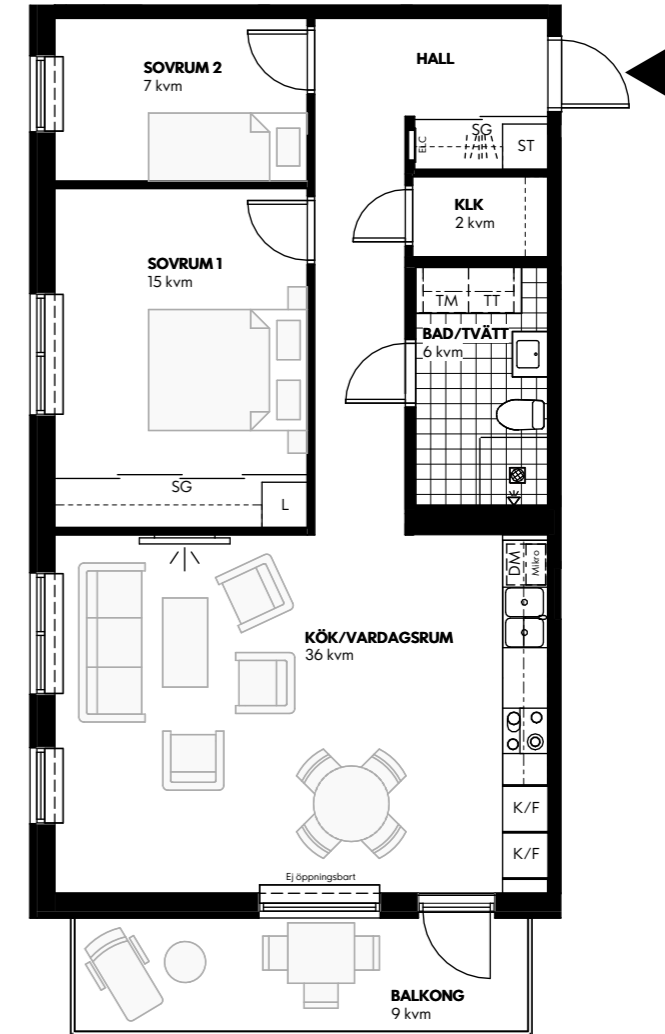 HALL
SOVRUM 2
7 kvm
ELC
SG
ST
KLK
2 kvm
SOVRUM 1
15 kvm
TM
TT
BAD/TVÄTT
6 kvm
SG
L
DM
Mikro
KÖK/VARDAGSRUM
36 kvm
K/F
K/F
Ej öppningsbart
BALKONG
9 kvm